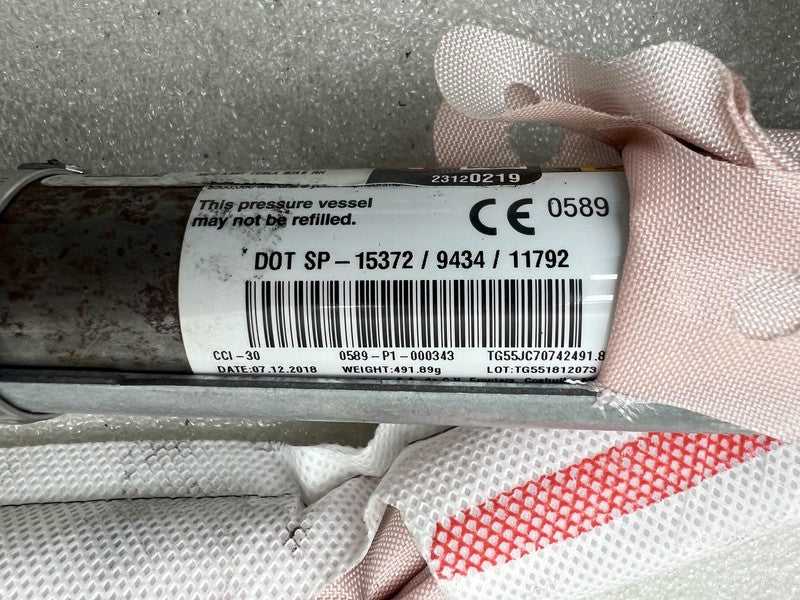 23120219
This pressure vessel
may not be refilled.
CE 0589
DOT SP - 15372 / 9434 / 11792
CCI-30 0589-P1-000343 TG55JC70742491.8
DATE:07.12.2018 WEIGHT:491.89g LOT:TG551812073